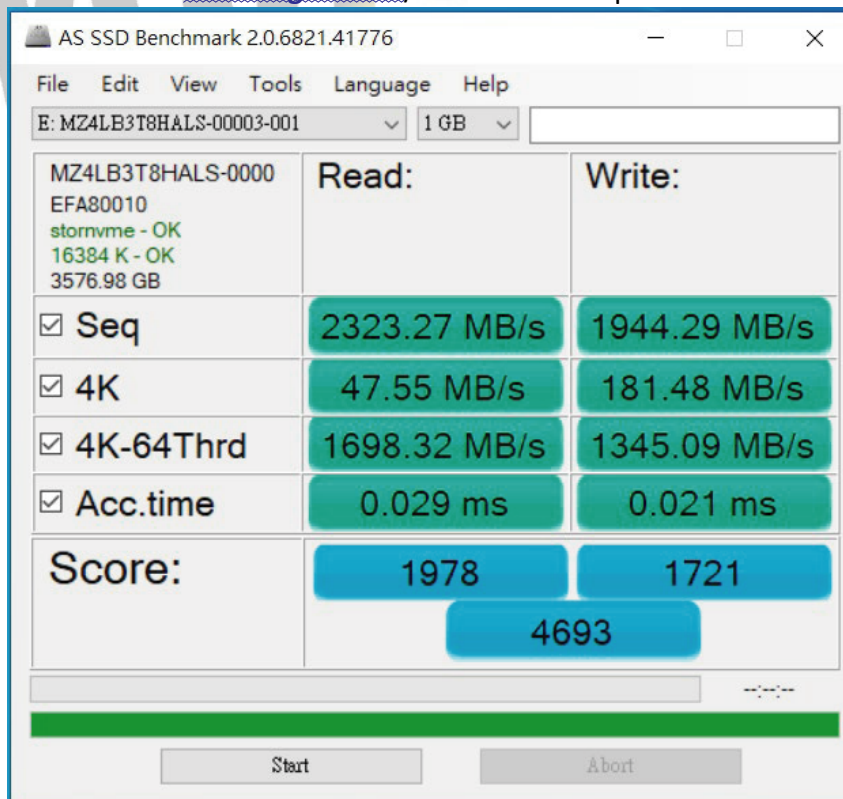 AS SSD Benchmark 2.0.6821.41776
File Edit View Tools Language Help
E: MZ4LB3T8HALS-00003-001 1 GB
MZ4LB3T8HALS-0000
EFA80010
stornvme - OK
16384 K - OK
3576.98 GB
Read: Write:
Seq 2323.27 MB/s 1944.29 MB/s
4K 47.55 MB/s 181.48 MB/s
4K-64Thrd 1698.32 MB/s 1345.09 MB/s
Acc.time 0.029 ms 0.021 ms
Score: 1978 1721
4693
--:--:--
Start Abort